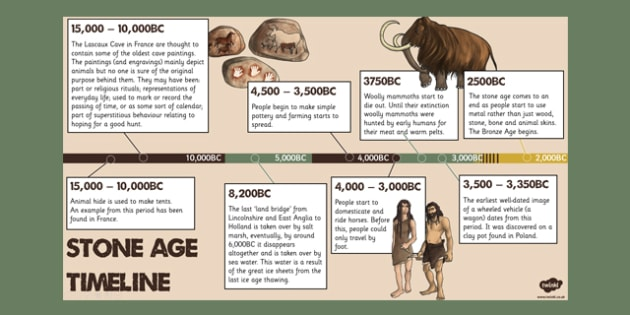 15,000 – 10,000BC
The Lascaux Cave in France are thought to
contain some of the oldest cave paintings.
The paintings (and engravings) mainly depict
animals but no one is sure of the original
purpose behind them. They may have been:
part or religious rituals; representations of
everyday life; used to mark or record the
passing of time, or as some sort of calendar;
part of superstitious behaviour relating to
hoping for a good hunt.
4,500 – 3,500BC
People begin to make simple
pottery and farming starts to
spread.
3750BC
Woolly mammoths start to
die out. Until their extinction
woolly mammoths were
hunted by early humans for
their meat and warm pelts.
2500BC
The stone age comes to an
end as people start to use
metal rather than just wood,
stone, bone and animal skins.
The Bronze Age begins.
10,000BC
5,000BC
4,000BC
3,000BC
2,000BC
15,000 – 10,000BC
Animal hide is used to make tents.
An example from this period has been
found in France.
8,200BC
The last 'land bridge' from
Lincolnshire and East Anglia to
Holland is taken over by salt
marsh, eventually, by around
6,000BC it disappears
altogether and is taken over by
sea water. This water is a result
of the great ice sheets from the
last ice age thawing.
4,000 – 3,000BC
People start to
domesticate and
ride horses. Before
this, people could
only travel by
foot.
3,500 – 3,350BC
The earliest well-dated image
of a wheeled vehicle (a
wagon) dates from this
period. It was discovered on a
clay pot found in Poland.
STONE AGE
TIMELINE
twinkl
www.twinkl.co.uk